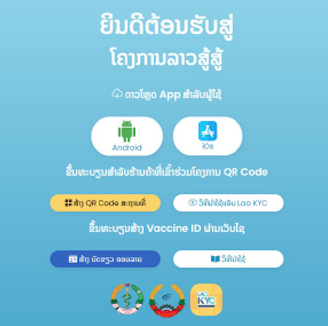 ຍິນດີຕ້ອນຮັບສູ່
ໂຄງການລາວສູ້ສູ້
ດາວໂຫຼດ App ສຳລັບຜູ້ໃຊ້
Android
iOs
ຂຶ້ນທະບຽນສຳລັບຮ້ານຄ້າທີ່ເຂົ້າຮ່ວມໂຄງການ QR Code
ສ້າງ QR Code ສະຖານທີ່
ວິທີນຳໃຊ້ແອັບ Lao KYC
ຂຶ້ນທະບຽນສ້າງ Vaccine ID ຜ່ານເວັບໄຊ
ສ້າງ ບັດຂຽວ ອອນລາຍ
ວິທີນຳໃຊ້
KYC